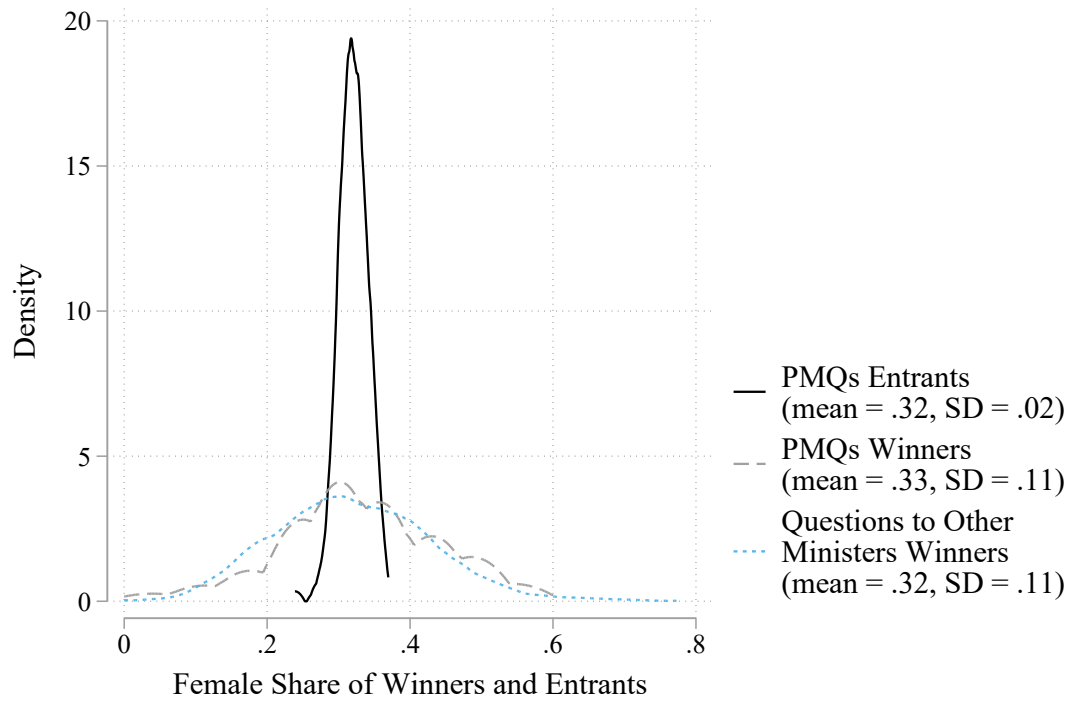 20
15
10
5
0
Density
0
.2
.4
.6
.8
Female Share of Winners and Entrants
PMQs Entrants
(mean = .32, SD = .02)
PMQs Winners
(mean = .33, SD = .11)
Questions to Other
Ministers Winners
(mean = .32, SD = .11)